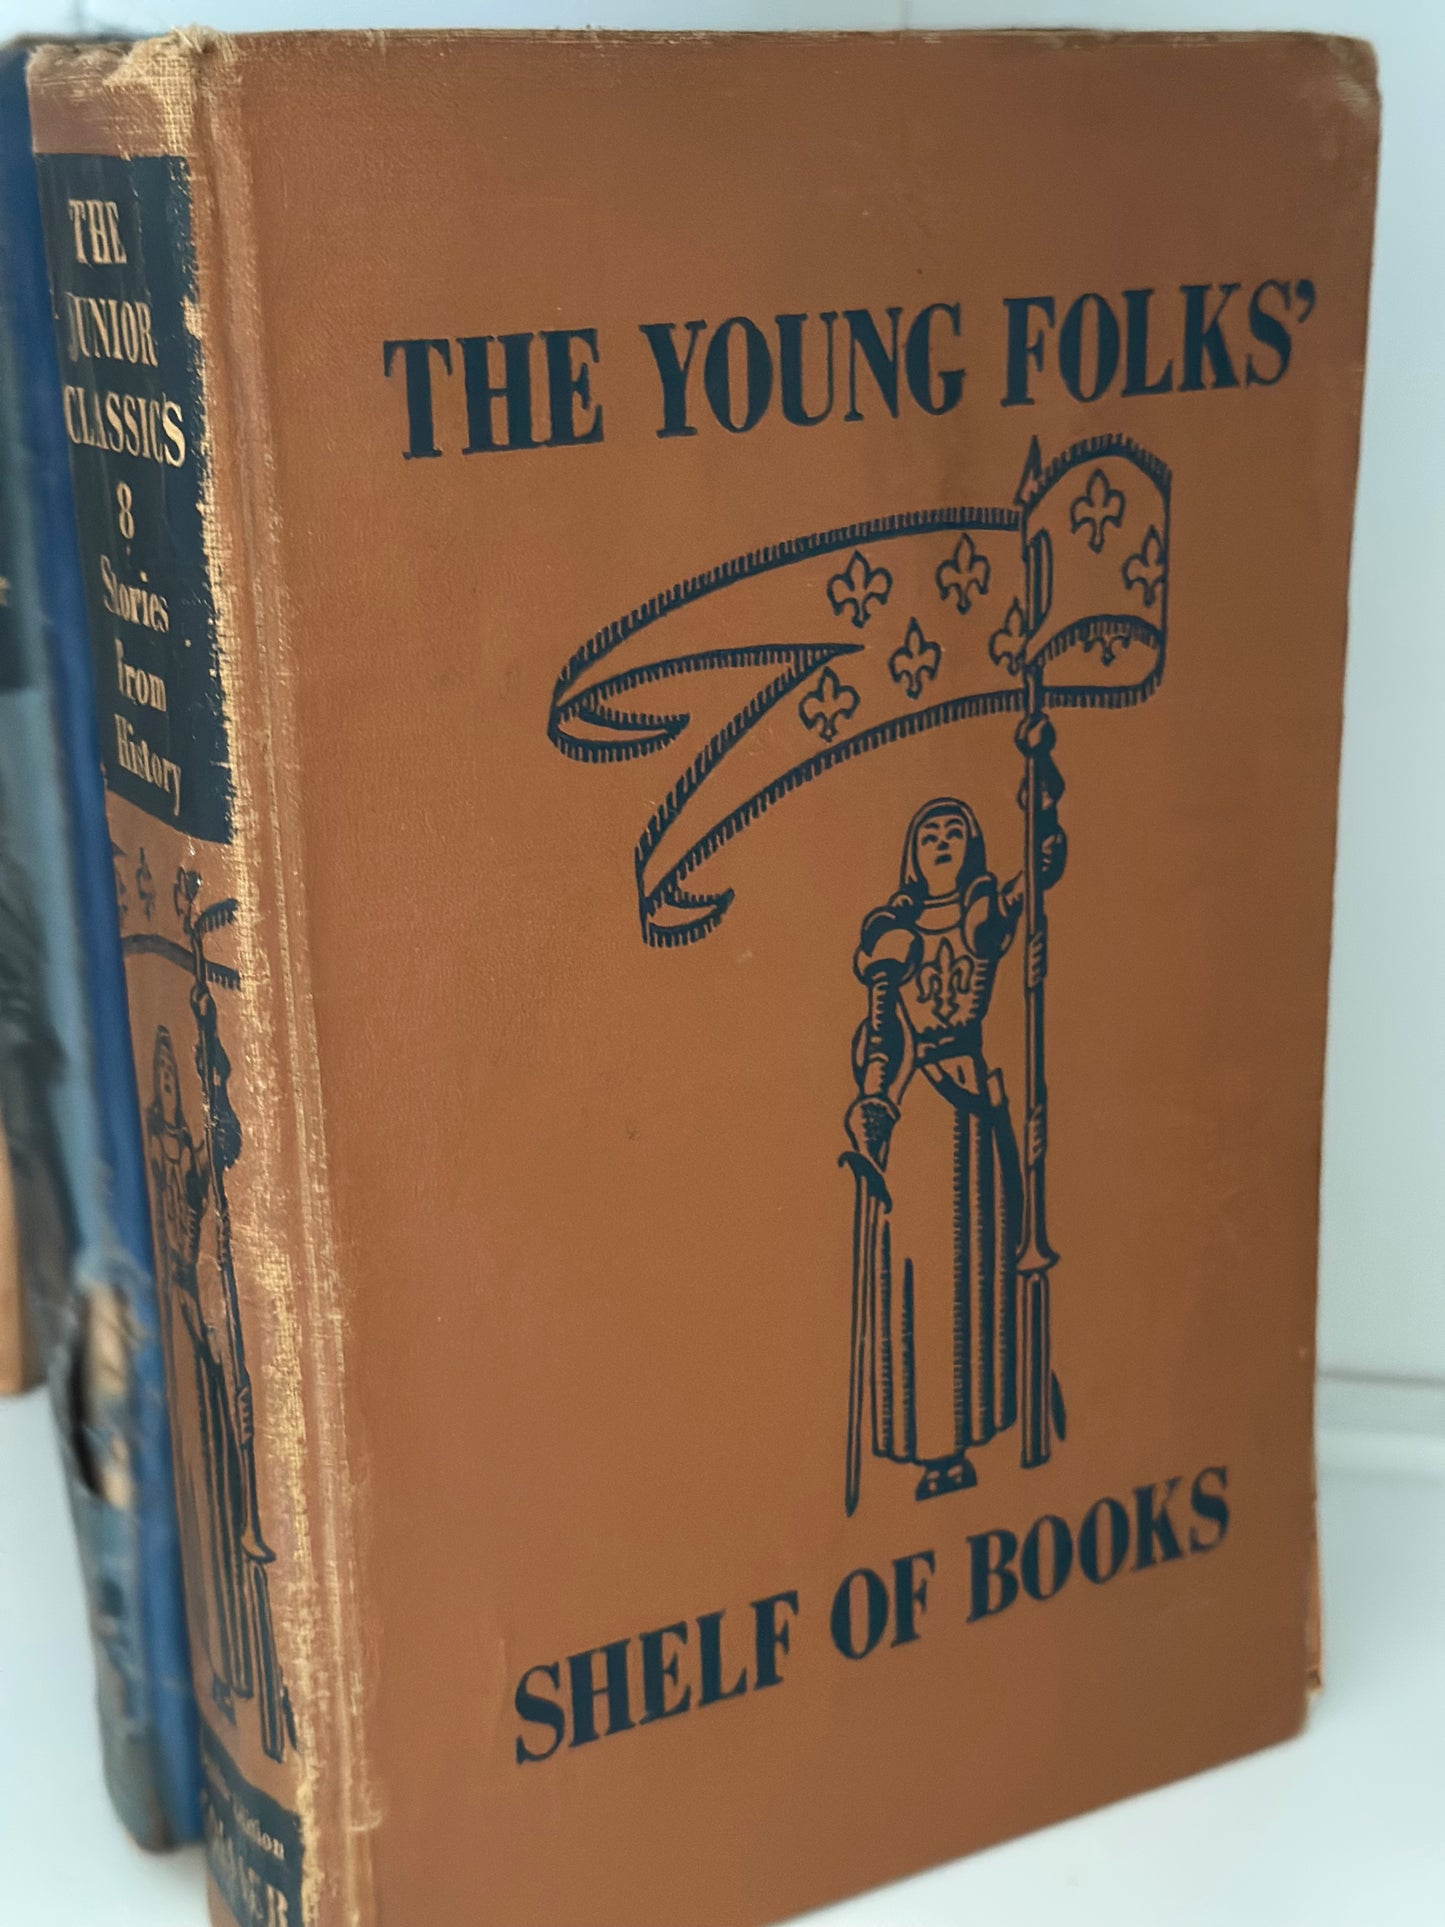 THE
JUNIOR
CLASSICS
8
Stories
From
History
THE YOUNG FOLKS'
SHELF OF BOOKS